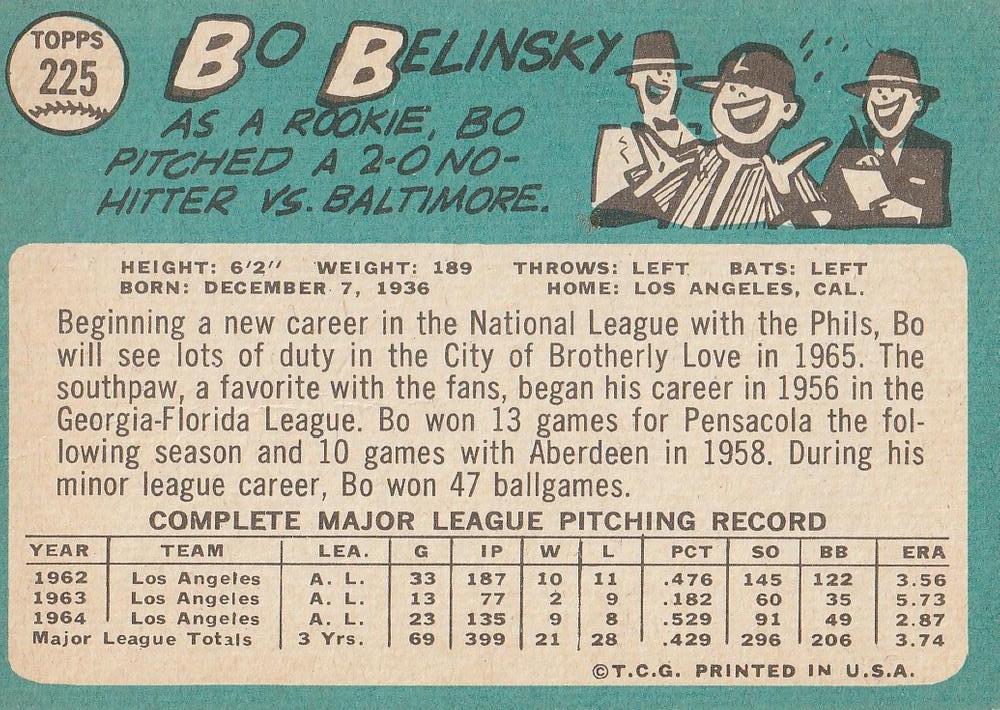 TOPPS
225
BO BELINSKY
AS A ROOKIE, BO
PITCHED A 2-0 NO-
HITTER VS. BALTIMORE.
HEIGHT: 6'2" WEIGHT: 189 THROWS: LEFT BATS: LEFT
BORN: DECEMBER 7, 1936 HOME: LOS ANGELES, CAL.
Beginning a new career in the National League with the Phils, Bo
will see lots of duty in the City of Brotherly Love in 1965. The
southpaw, a favorite with the fans, began his career in 1956 in the
Georgia-Florida League. Bo won 13 games for Pensacola the fol-
lowing season and 10 games with Aberdeen in 1958. During his
minor league career, Bo won 47 ballgames.
COMPLETE MAJOR LEAGUE PITCHING RECORD
YEAR TEAM LEA. G IP W L PCT SO BB ERA
1962 Los Angeles A. L. 33 187 10 11 .476 145 122 3.56
1963 Los Angeles A. L. 13 77 2 9 .182 60 35 5.73
1964 Los Angeles A. L. 23 135 9 8 .529 91 49 2.87
Major League Totals 3 Yrs. 69 399 21 28 .429 296 206 3.74
©T.C.G. PRINTED IN U.S.A.